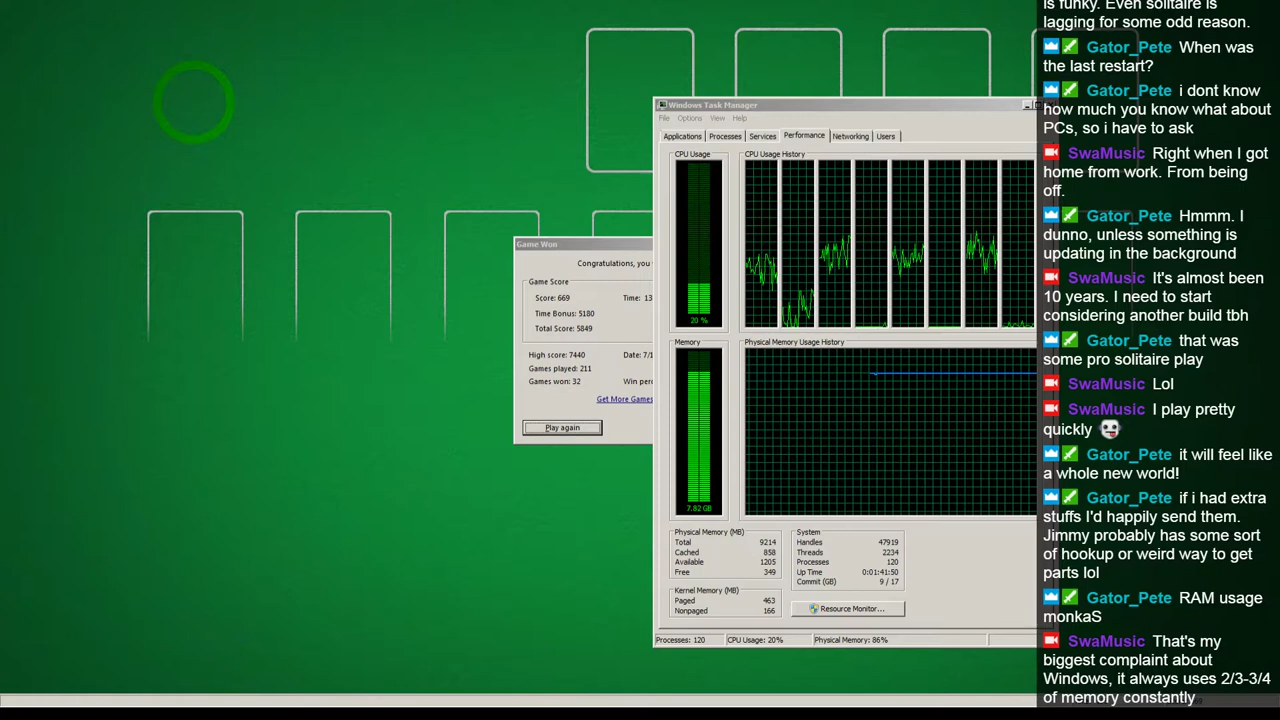 Game Won
Congratulations, you
Game Score
Score: 669
Time: 13
Time Bonus: 5180
Total Score: 5849
High score: 7440
Date: 7/1
Games played: 211
Games won: 32
Win perc
Get More Games
Play again
Windows Task Manager
File Options View Help
Applications Processes Services Performance Networking Users
CPU Usage
CPU Usage History
20 %
Memory
Physical Memory Usage History
7.82 GB
Physical Memory (MB)
Total 9214
Cached 858
Available 1205
Free 349
Kernel Memory (MB)
Paged 463
Nonpaged 166
System
Handles 47919
Threads 2234
Processes 120
Up Time 0:01:41:50
Commit (GB) 9 / 17
Resource Monitor...
Processes: 120 CPU Usage: 20% Physical Memory: 86%
is funky. Even solitaire is
lagging for some odd reason.
Gator_Pete When was
the last restart?
Gator_Pete i dont know
how much you know what about
PCs, so i have to ask
SwaMusic Right when I got
home from work. From being
off.
Gator_Pete Hmmm. I
dunno, unless something is
updating in the background
SwaMusic It's almost been
10 years. I need to start
considering another build tbh
Gator_Pete that was
some pro solitaire play
SwaMusic Lol
SwaMusic I play pretty
quickly
Gator_Pete it will feel like
a whole new world!
Gator_Pete if i had extra
stuffs I'd happily send them.
Jimmy probably has some sort
of hookup or weird way to get
parts lol
Gator_Pete RAM usage
monkaS
SwaMusic That's my
biggest complaint about
Windows, it always uses 2/3-3/4
of memory constantly